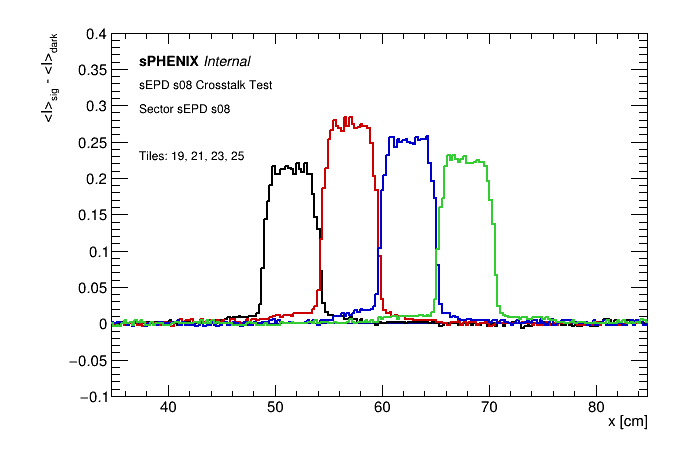 <I>sig - <I>dark
0.4
0.35
0.3
0.25
0.2
0.15
0.1
0.05
0
−0.05
−0.1
sPHENIX Internal
sEPD s08 Crosstalk Test
Sector sEPD s08
Tiles: 19, 21, 23, 25
40 50 60 70 80
x [cm]